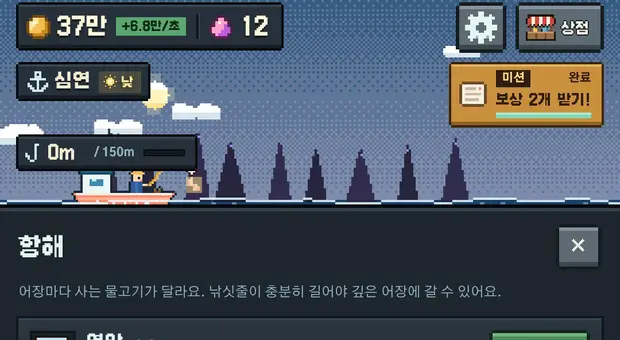 37만 +6.8만/초 12
상점
심연 낮
미션 완료
보상 2개 받기!
0m / 150m
항해
어장마다 사는 물고기가 달라요. 낚싯줄이 충분히 길어야 깊은 어장에 갈 수 있어요.